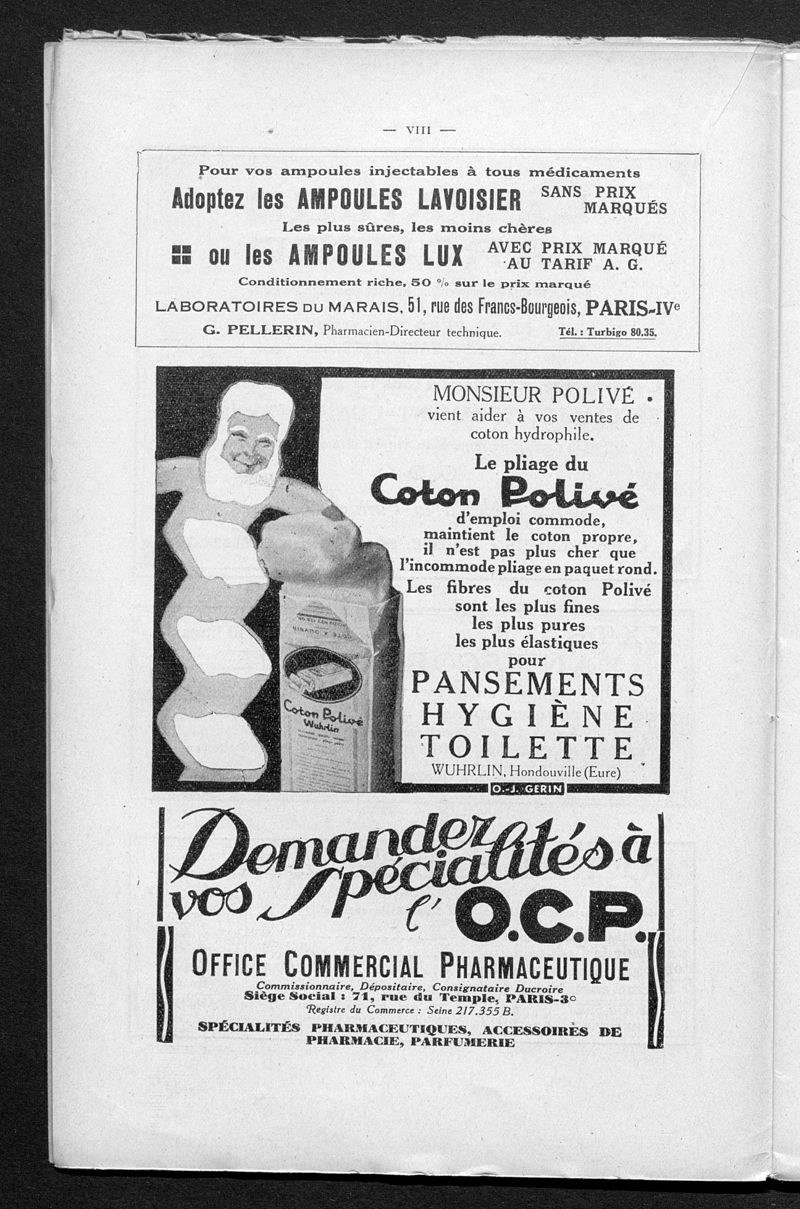 — VIII —
Pour vos ampoules injectables à tous médicaments
Adoptez les AMPOULES LAVOISIER SANS PRIX MARQUÉS
Les plus sûres, les moins chères
ou les AMPOULES LUX AVEC PRIX MARQUÉ AU TARIF A. G.
Conditionnement riche, 50 % sur le prix marqué
LABORATOIRES DU MARAIS, 51, rue des Francs-Bourgeois, PARIS-IVe
G. PELLERIN, Pharmacien-Directeur technique. Tél. : Turbigo 80.35.
MONSIEUR POLIVÉ
vient aider à vos ventes de
coton hydrophile.
Le pliage du
Coton Polivé
d'emploi commode,
maintient le coton propre,
il n'est pas plus cher que
l'incommode pliage en paquet rond.
Les fibres du coton Polivé
sont les plus fines
les plus pures
les plus élastiques
pour
PANSEMENTS
HYGIÈNE
TOILETTE
WUHRLIN, Hondouville (Eure)
O.-J. GERIN
Coton Polivé
Wuhrlin
Demandez
vos Spécialités à
l'O.C.P.
OFFICE COMMERCIAL PHARMACEUTIQUE
Commissionnaire, Dépositaire, Consignataire Ducroire
Siège Social : 71, rue du Temple, PARIS-3e
Registre du Commerce : Seine 217.355 B.
SPÉCIALITÉS PHARMACEUTIQUES, ACCESSOIRES DE
PHARMACIE, PARFUMERIE